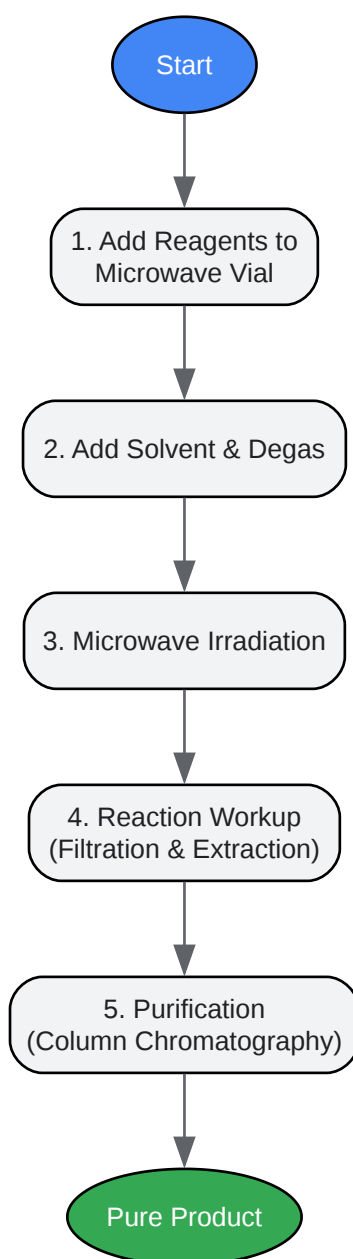 Start
1. Add Reagents to
Microwave Vial
2. Add Solvent & Degas
3. Microwave Irradiation
4. Reaction Workup
(Filtration & Extraction)
5. Purification
(Column Chromatography)
Pure Product